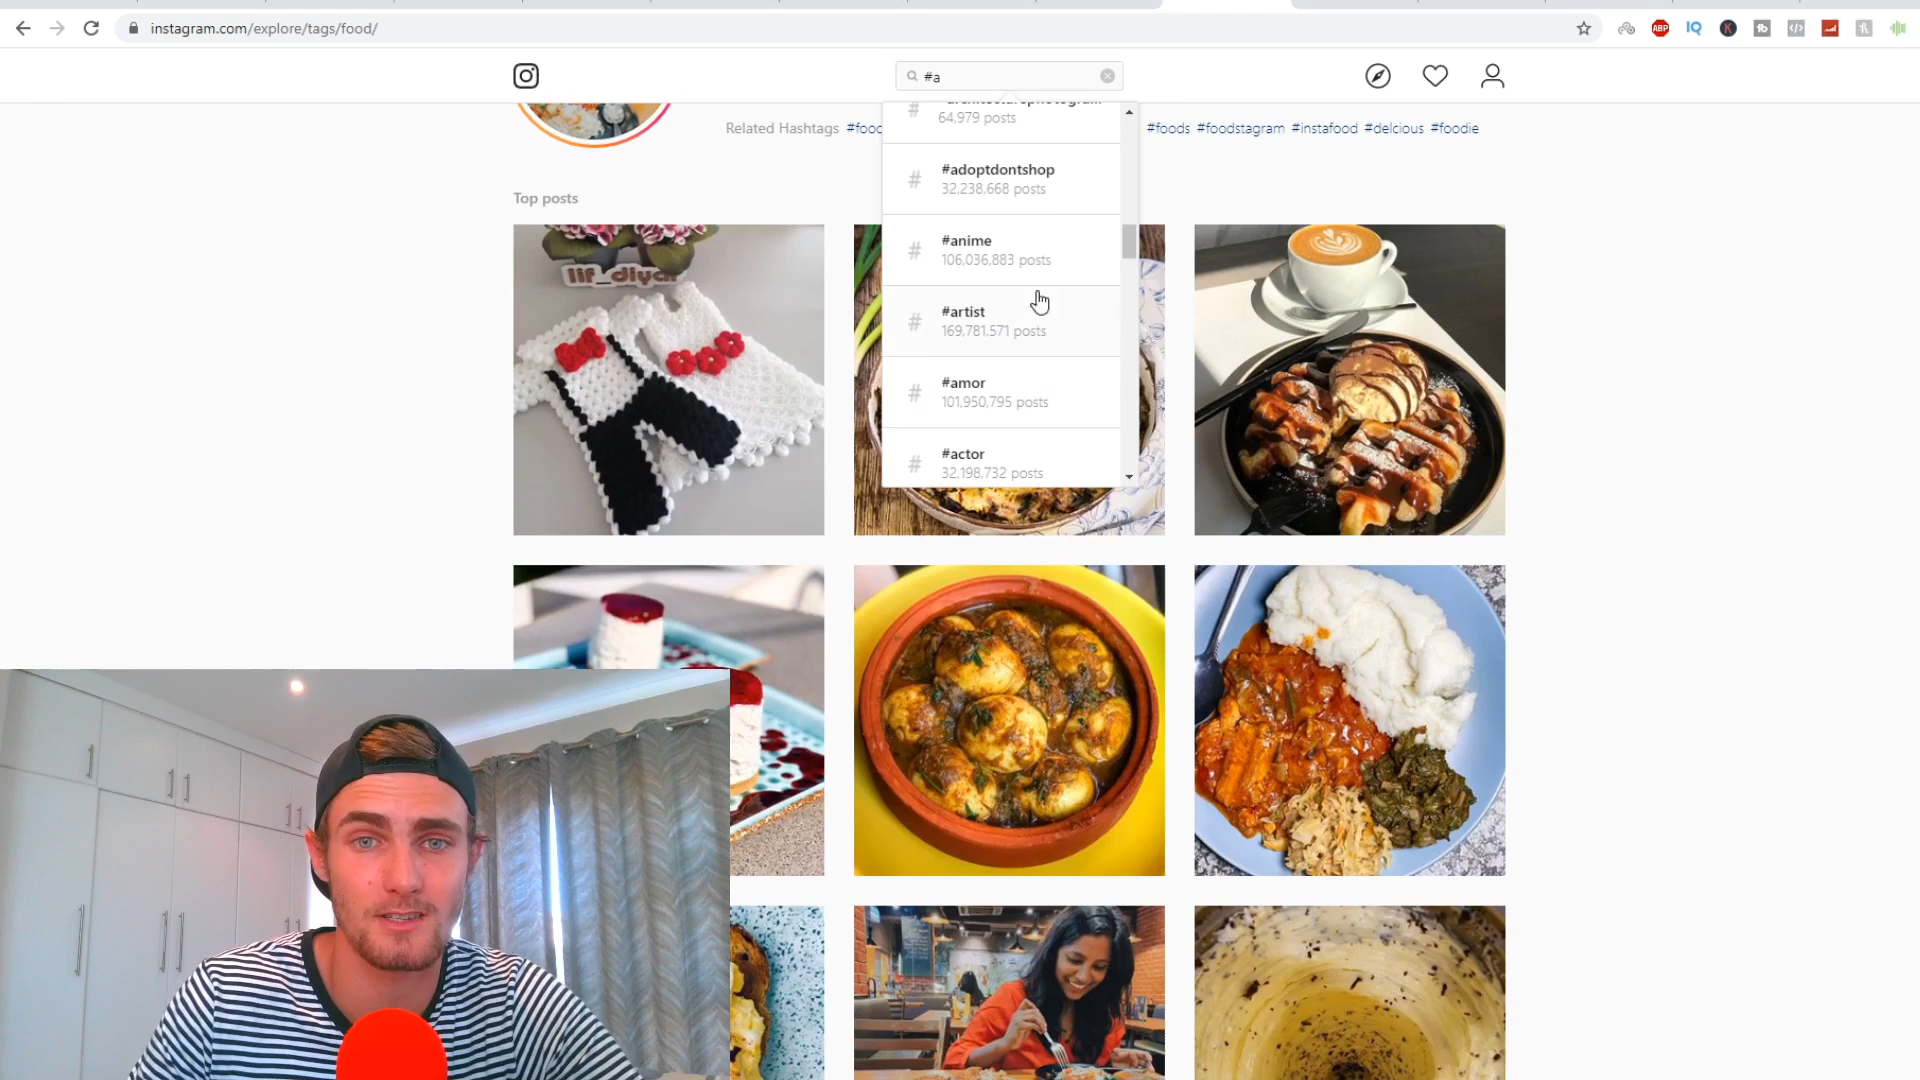 instagram.com/explore/tags/food/
#a
64,979 posts
Related Hashtags
#foods #foodstagram #instafood #delcious #foodie
#adoptdontshop
32,238,668 posts
Top posts
#anime
106,036,883 posts
#artist
169,781,571 posts
#amor
101,950,795 posts
#actor
32,198,732 posts